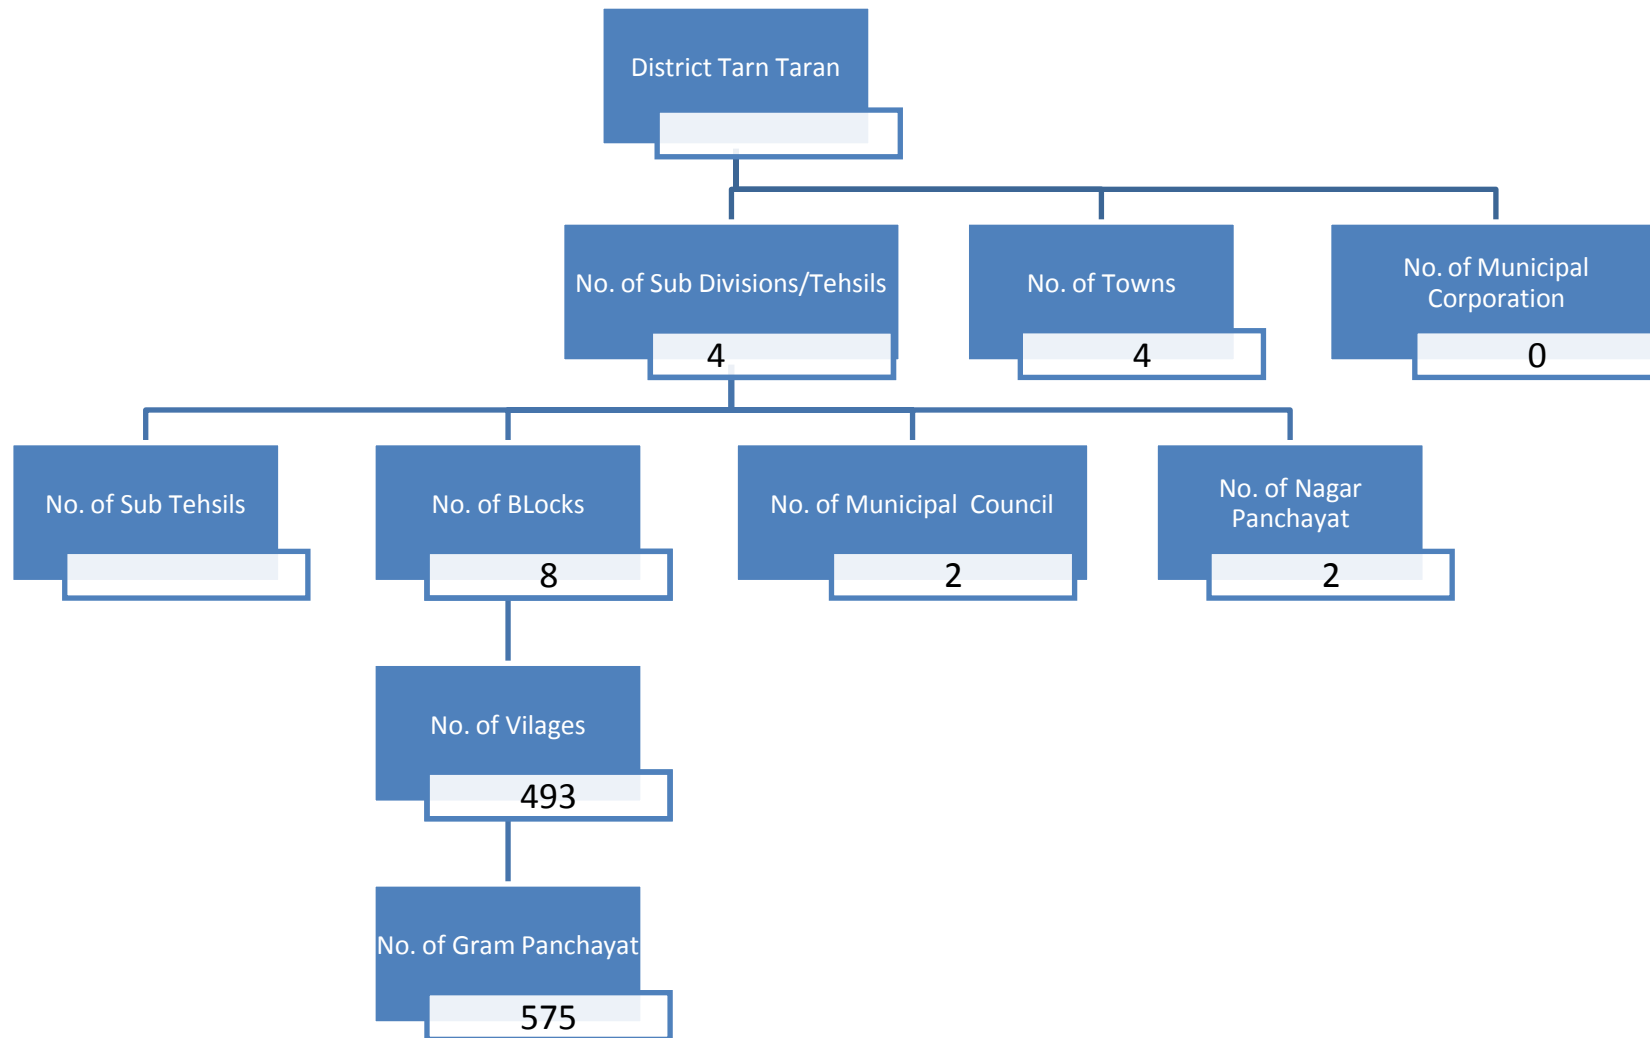 District Tarn Taran
No. of Sub Divisions/Tehsils
4
No. of Towns
4
No. of Municipal
Corporation
0
No. of Sub Tehsils
No. of BLocks
8
No. of Municipal  Council
2
No. of Nagar
Panchayat
2
No. of Vilages
493
No. of Gram Panchayat
575